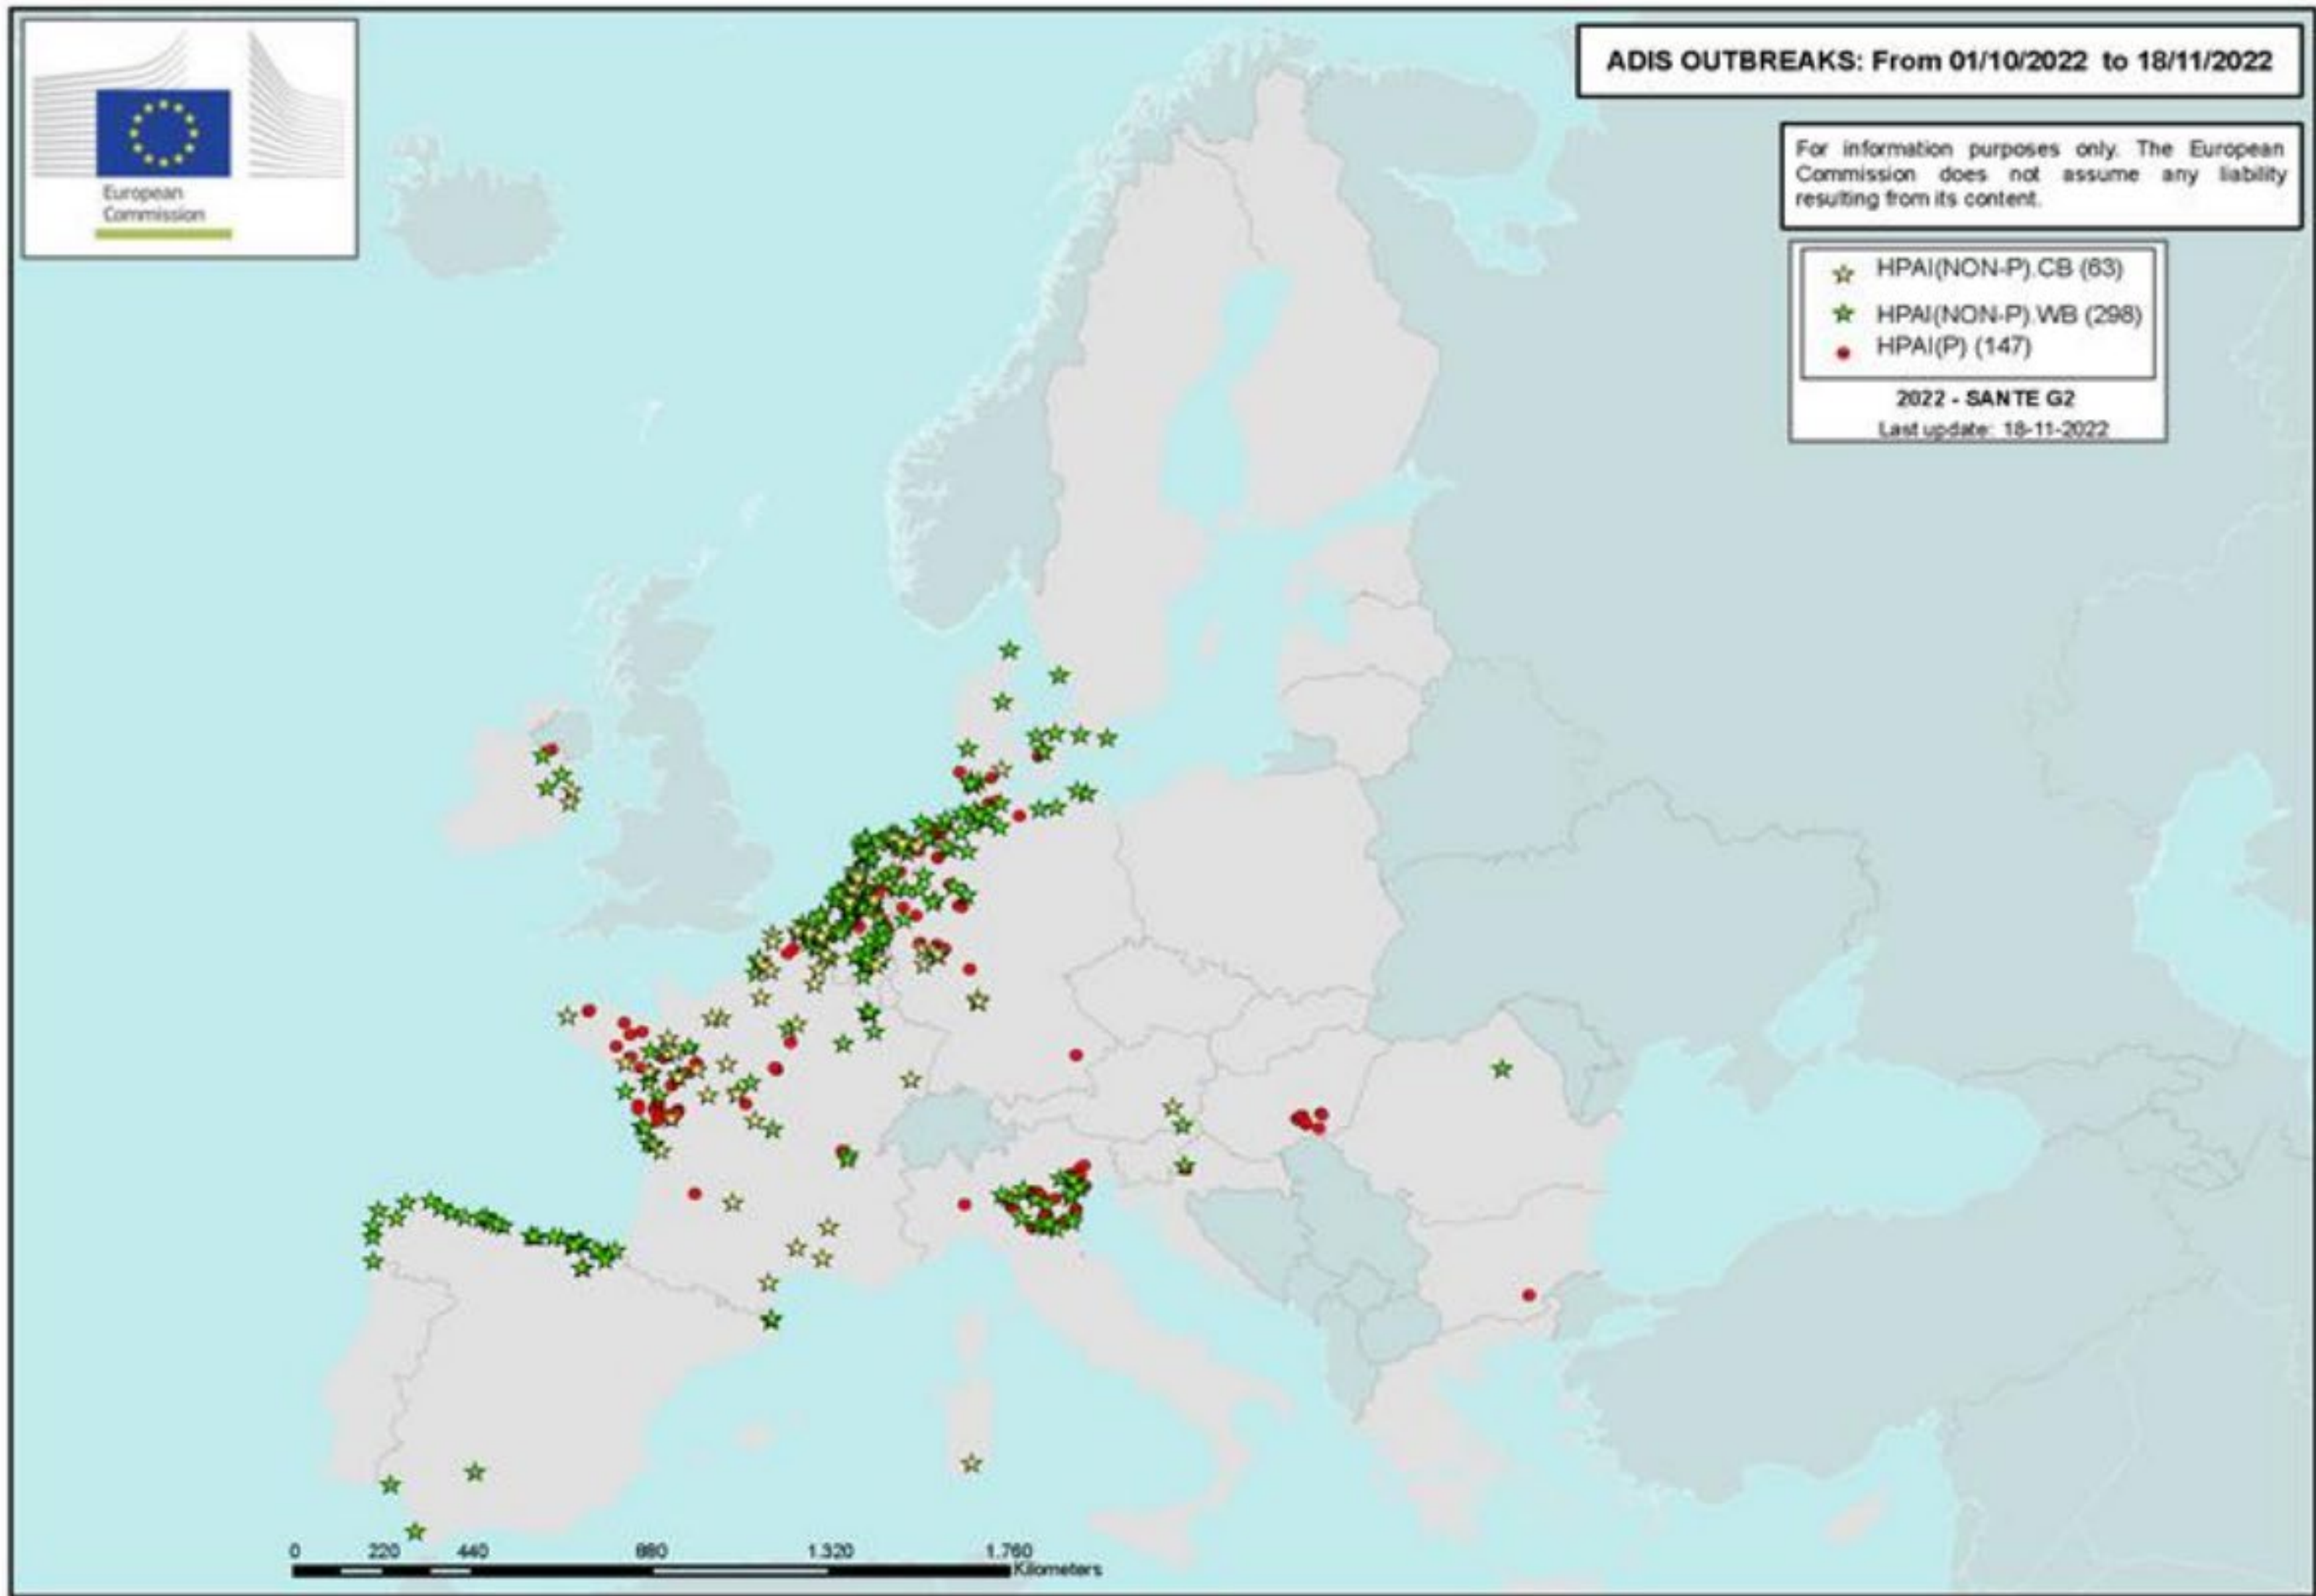 European
Commission
ADIS OUTBREAKS: From 01/10/2022 to 18/11/2022
For information purposes only. The European
Commission does not assume any liability
resulting from its content.
HPAI(NON-P).CB (63)
HPAI(NON-P).WB (298)
HPAI(P) (147)
2022 - SANTE G2
Last update: 18-11-2022
0 220 440 880 1.320 1.760
Kilometers